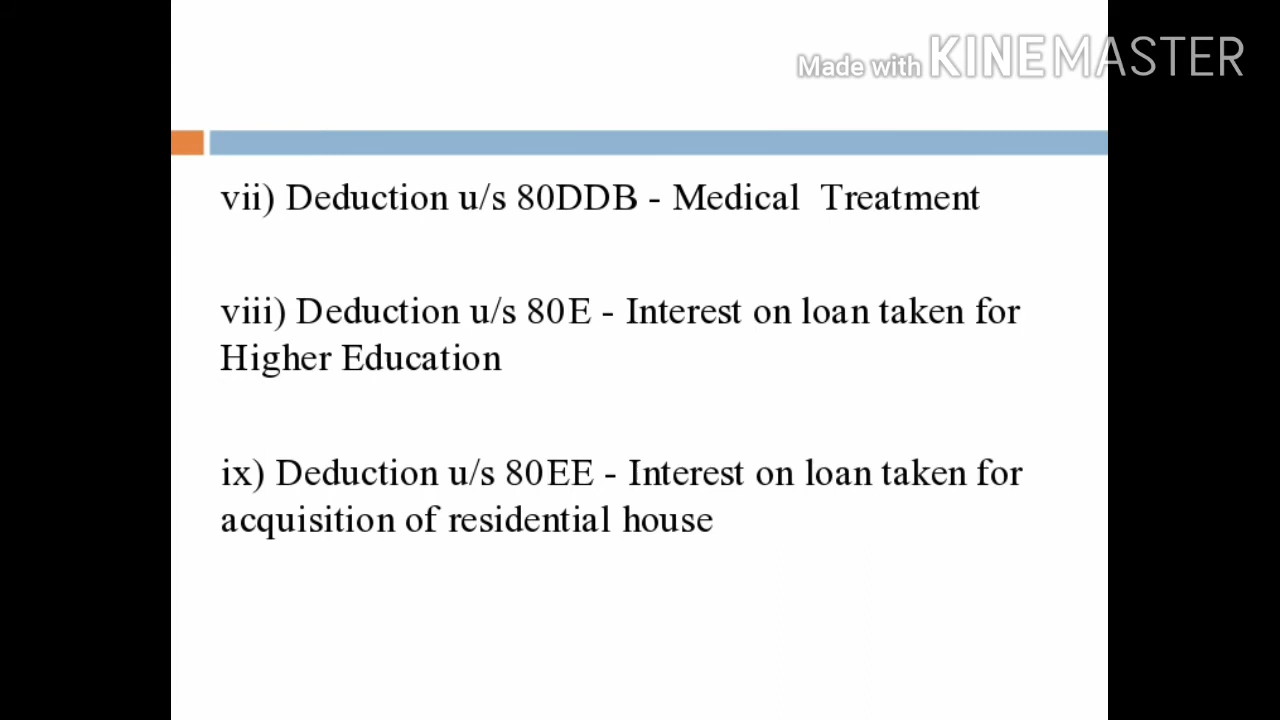 Made with KINEMASTER
vii) Deduction u/s 80DDB - Medical Treatment
viii) Deduction u/s 80E - Interest on loan taken for
Higher Education
ix) Deduction u/s 80EE - Interest on loan taken for
acquisition of residential house